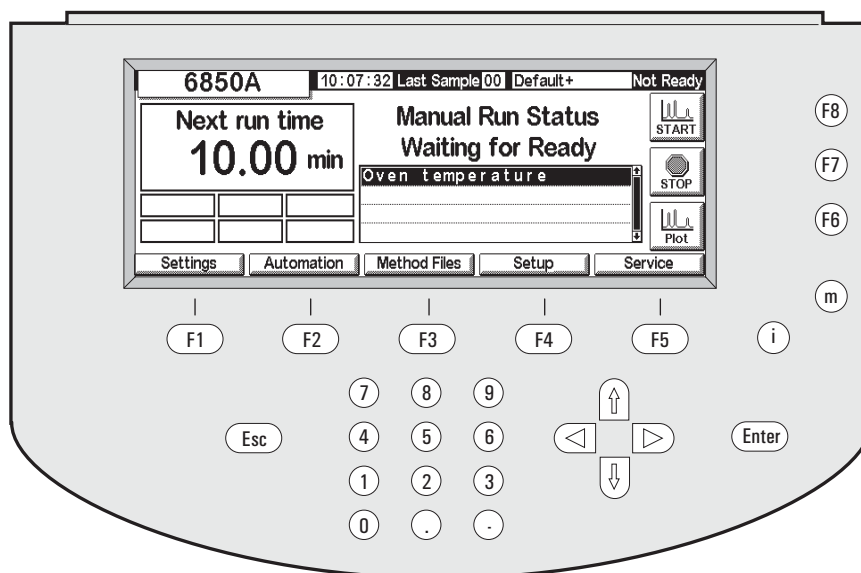 6850A 10:07:32 Last Sample 00 Default+ Not Ready
Next run time
10.00 min
Manual Run Status
Waiting for Ready
Oven temperature
START
STOP
Plot
Settings Automation Method Files Setup Service
F8
F7
F6
m
F1 F2 F3 F4 F5 i
7 8 9
Esc 4 5 6 Enter
1 2 3
0 . -